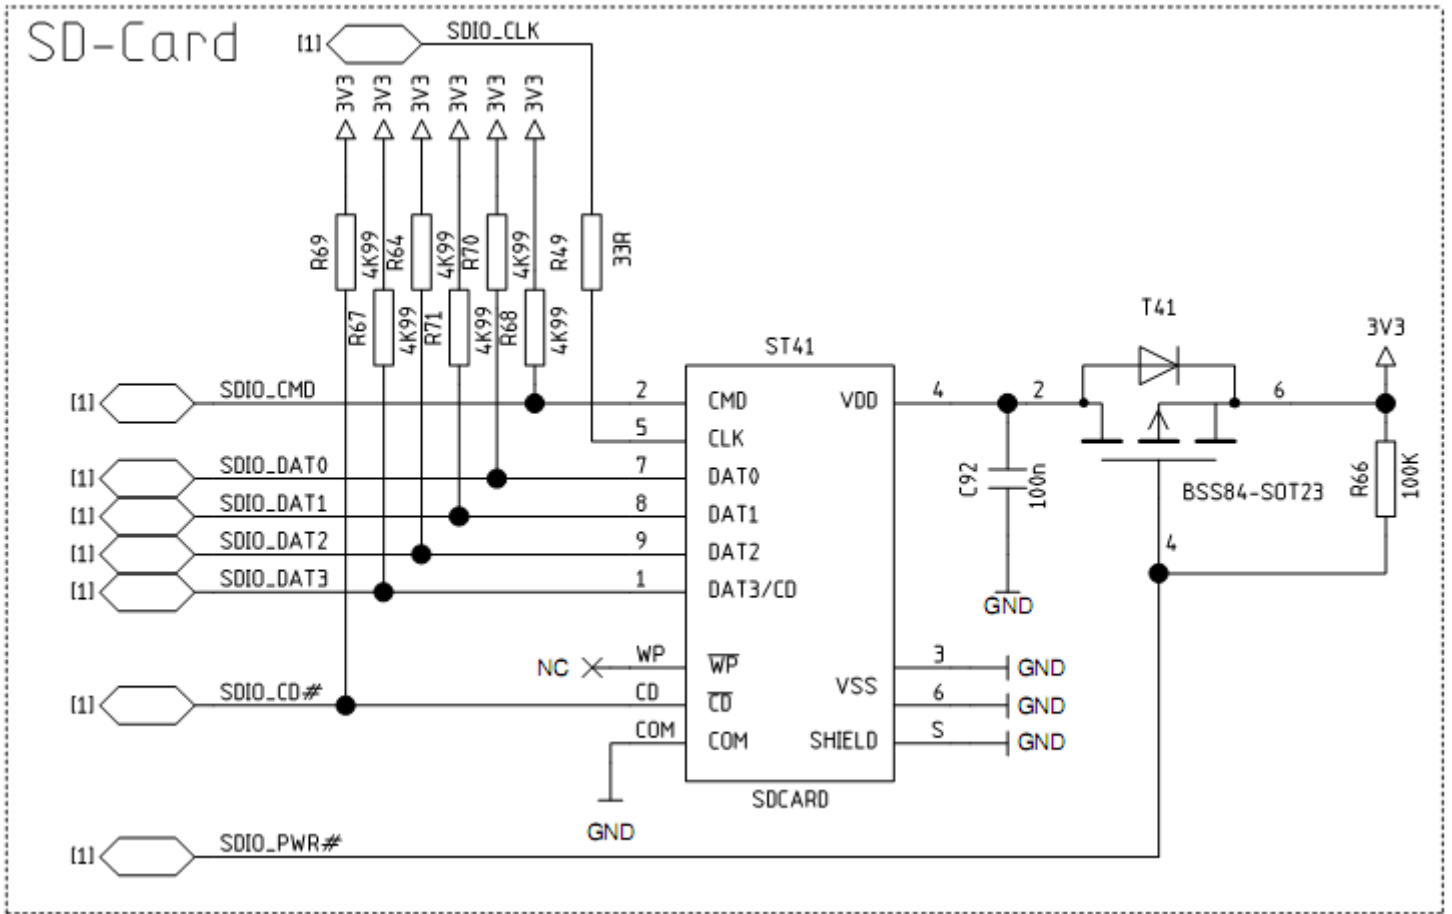 SD-Card
[1] SDIO_CLK
3V3 3V3 3V3 3V3 3V3 3V3
R69 4K99 R64 4K99 R70 4K99 R49 33R
R67 4K99 R71 4K99 R68 4K99
T41
3V3
ST41
[1] SDIO_CMD 2 CMD VDD 4 2 6
5 CLK
[1] SDIO_DAT0 7 DAT0 C92 100n BSS84-SOT23 R66 100K
[1] SDIO_DAT1 8 DAT1
[1] SDIO_DAT2 9 DAT2 4
[1] SDIO_DAT3 1 DAT3/CD GND
NC WP WP 3 GND
VSS
[1] SDIO_CD# CD CD 6 GND
COM COM SHIELD S GND
SDCARD
GND
[1] SDIO_PWR#